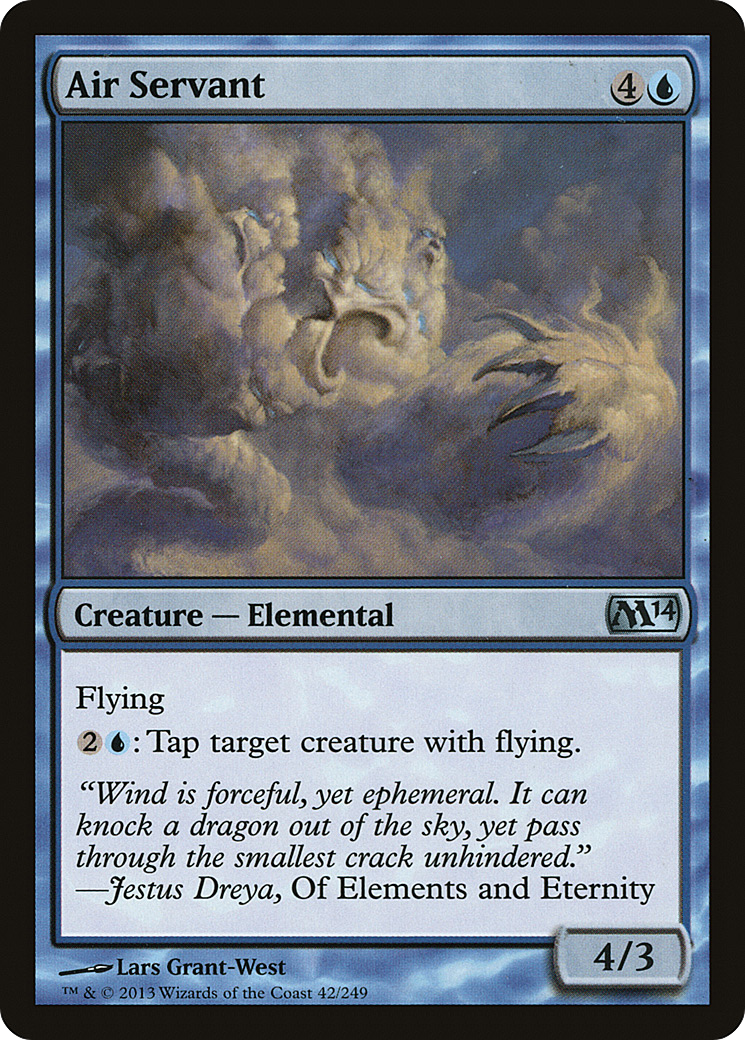 Air Servant 4
Creature — Elemental M14
Flying
2: Tap target creature with flying.
“Wind is forceful, yet ephemeral. It can
knock a dragon out of the sky, yet pass
through the smallest crack unhindered.”
—Jestus Dreya, Of Elements and Eternity
4/3
Lars Grant-West
™ & © 2013 Wizards of the Coast 42/249